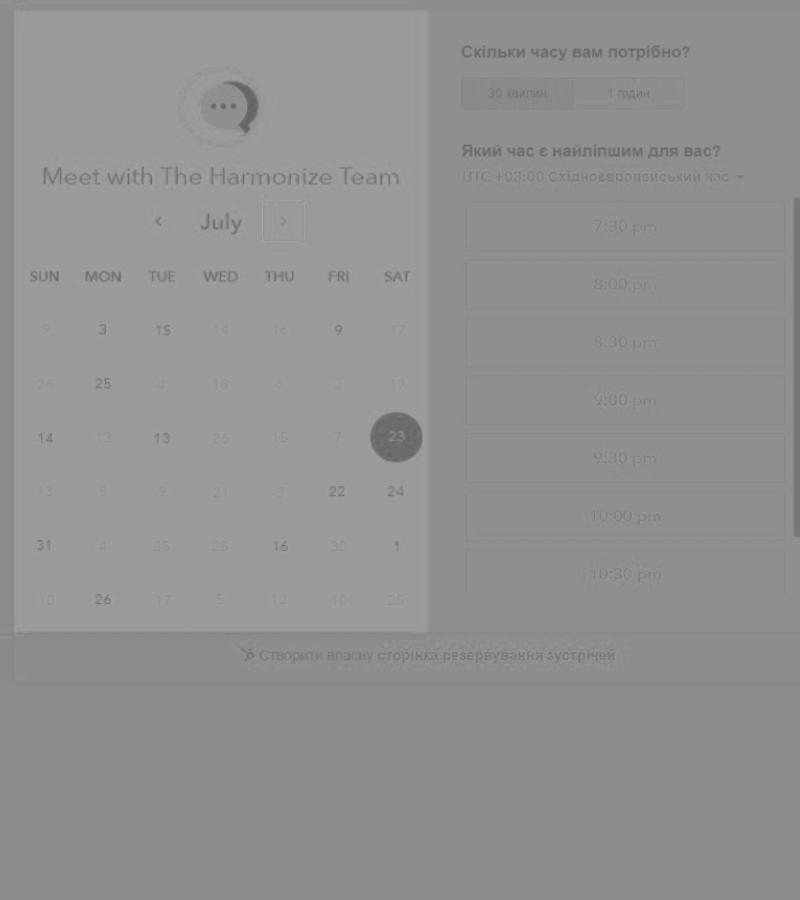 Meet with The Harmonize Team
July
SUN MON TUE WED THU FRI SAT
9 3 15 14 16 9 17
26 25 4 18 8 2 17
14 13 13 26 15 7 23
13 5 9 21 3 22 24
31 4 25 25 16 30 1
10 26 17 5 12 10 25
Скільки часу вам потрібно?
30 хвилин 1 годин
Який час є найліпшим для вас?
UTC +03:00 Східноєвропейський час
7:30 pm
8:00 pm
8:30 pm
9:00 pm
9:30 pm
10:00 pm
10:30 pm
Створити власну сторінка резервування зустрічей